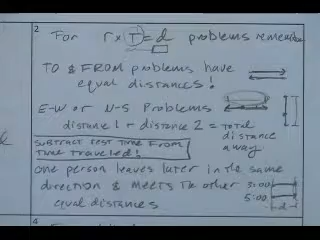 2
For r x T = d problems remember
TO & FROM problems have
equal distances!
E-W or N-S Problems
distance 1 + distance 2 = total
distance
away
SUBTRACT REST TIME FROM
TIME TRAVELED!
one person leaves later in the same
direction & meets the other 3:00
equal distances 5:00
d
4